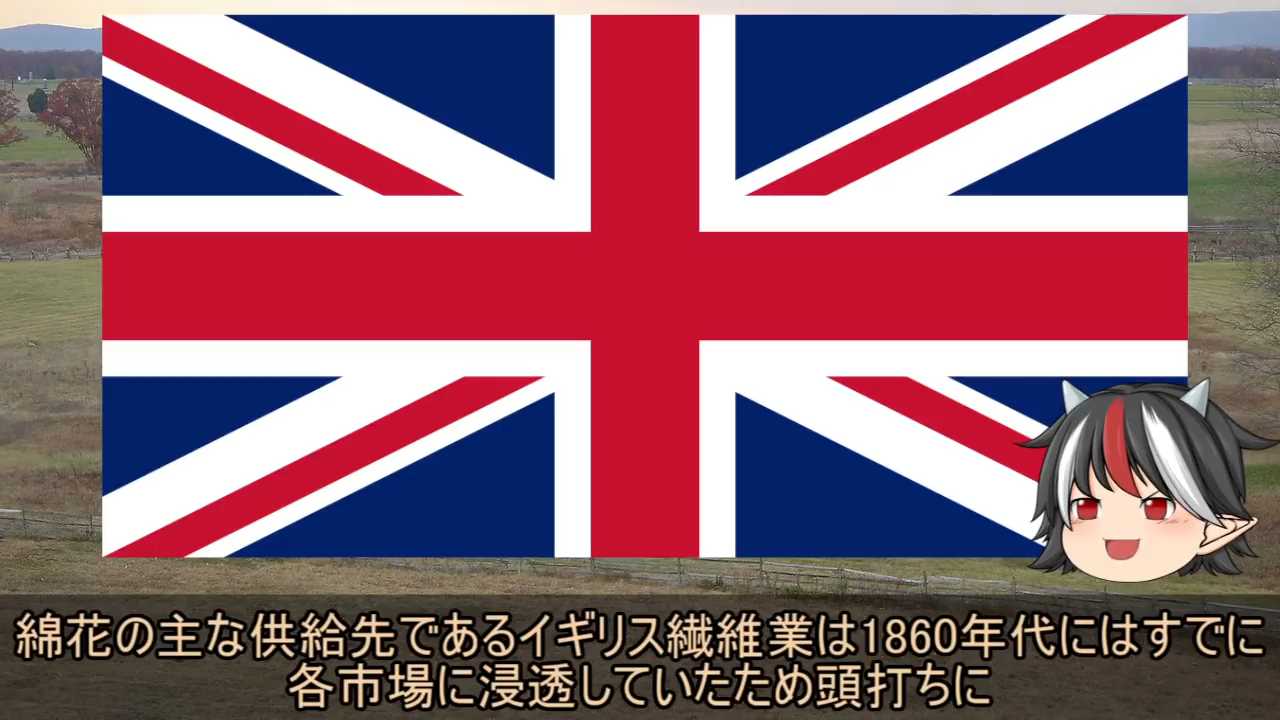 綿花の主な供給先であるイギリス繊維業は1860年代にはすでに
各市場に浸透していたため頭打ちに